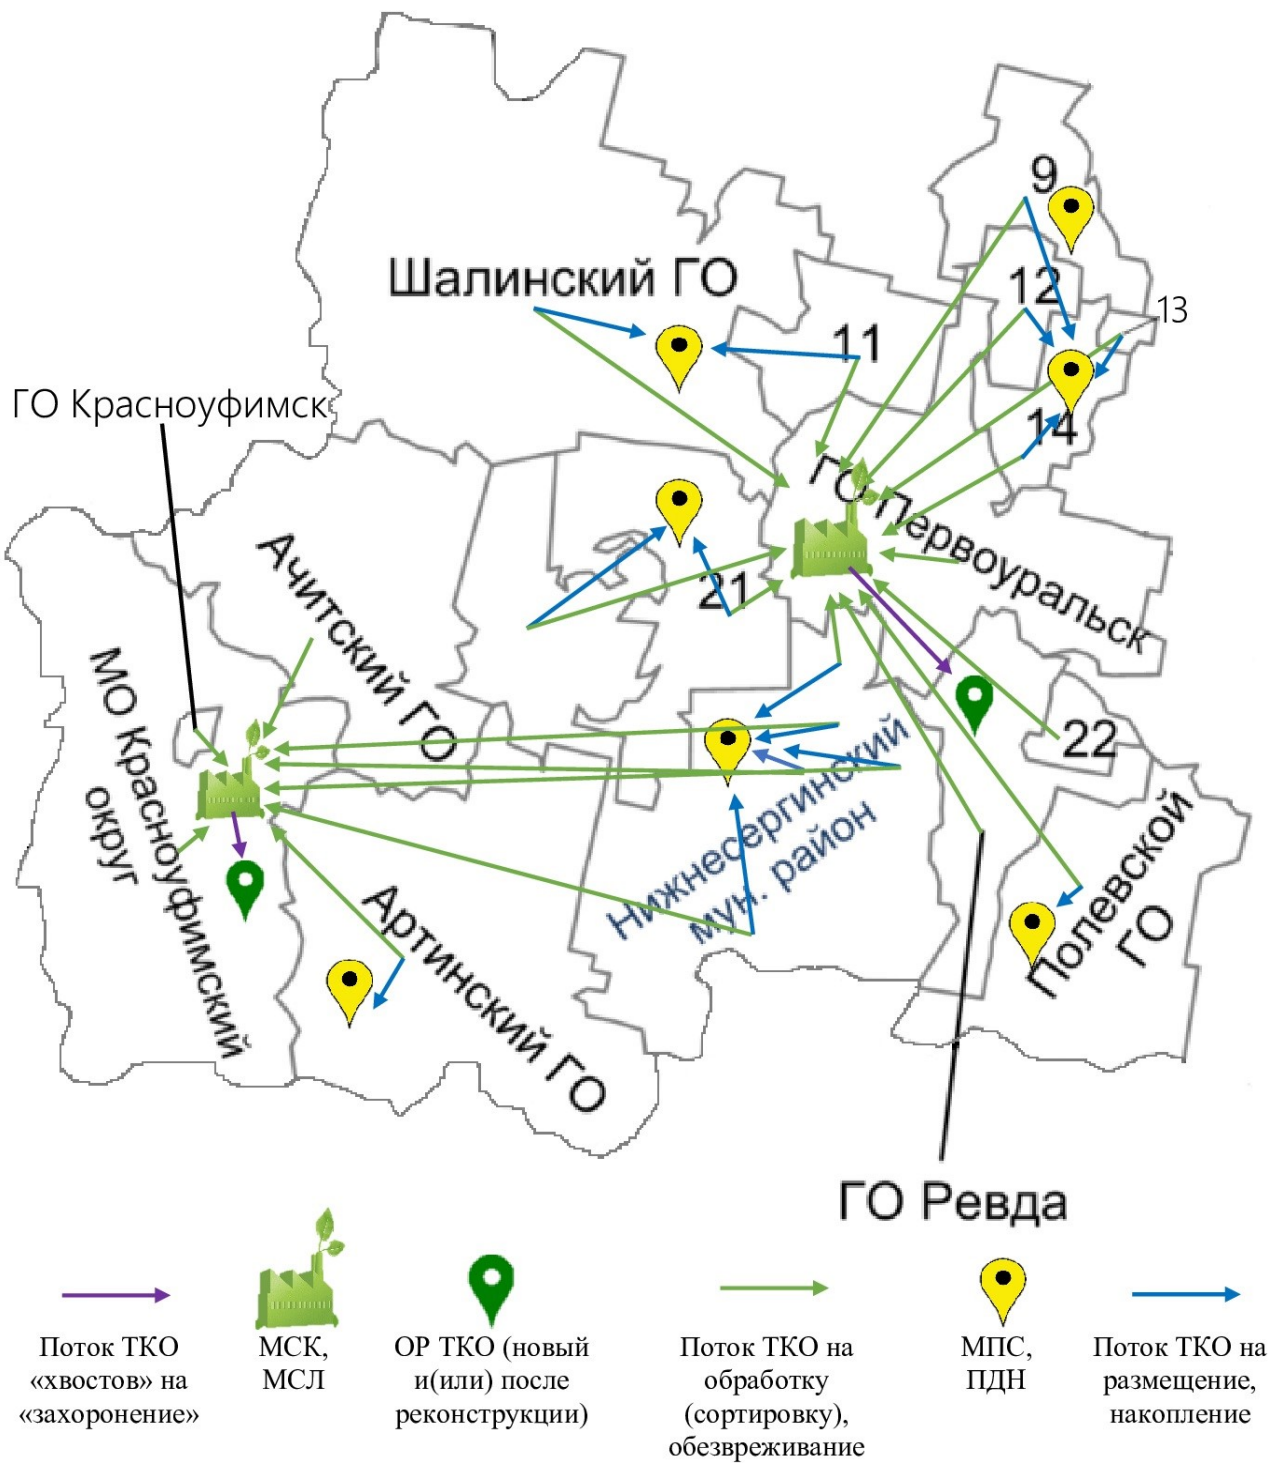 9
12
13
Шалинский ГО
11
ГО Красноуфимск
14
ГО Первоуральск
Ачитский ГО
21
МО Красноуфимский
округ
22
Нижнесергинский
мун. район
Полевской
ГО
Артинский ГО
ГО Ревда
Поток ТКО
«хвостов» на
«захоронение»
МСК,
МСЛ
ОР ТКО (новый
и(или) после
реконструкции)
Поток ТКО на
обработку
(сортировку),
обезвреживание
МПС,
ПДН
Поток ТКО на
размещение,
накопление